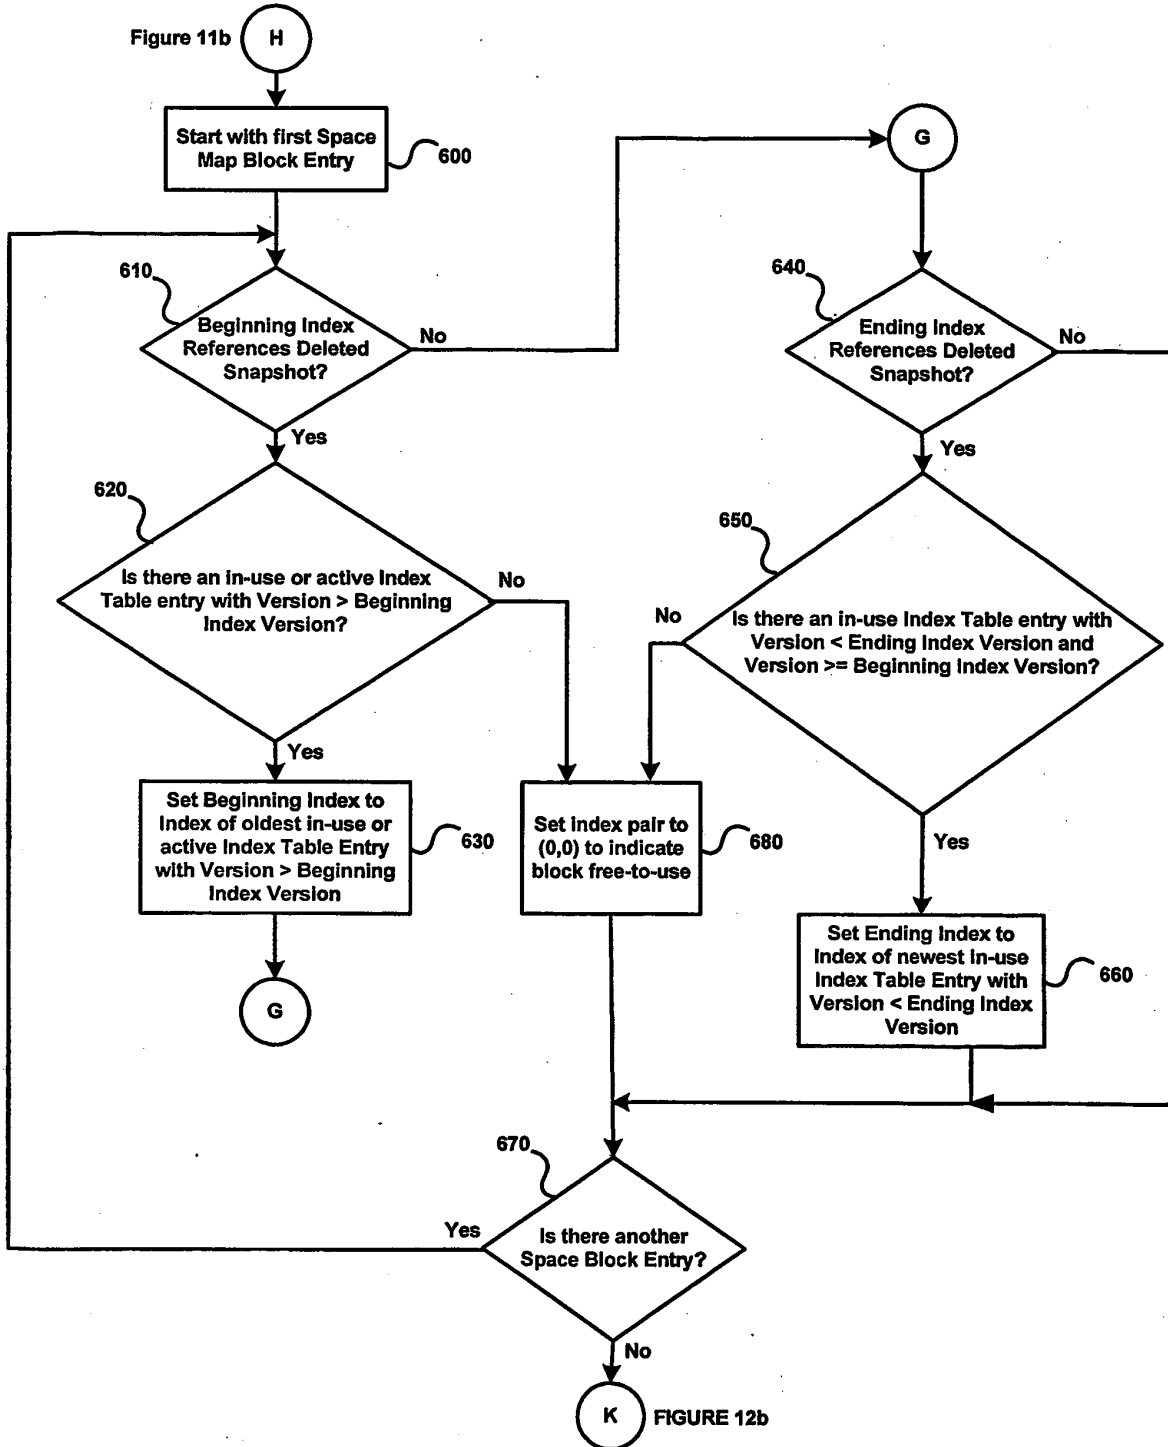 Figure 11b
H
Start with first Space
Map Block Entry
600
G
610
Beginning Index
References Deleted
Snapshot?
No
Yes
640
Ending Index
References Deleted
Snapshot?
No
Yes
620
Is there an in-use or active Index
Table entry with Version > Beginning
Index Version?
No
Yes
650
Is there an in-use Index Table entry with
Version < Ending Index Version and
Version >= Beginning Index Version?
No
Yes
Set Beginning Index to
Index of oldest in-use or
active Index Table Entry
with Version > Beginning
Index Version
630
G
Set index pair to
(0,0) to indicate
block free-to-use
680
Set Ending Index to
Index of newest in-use
Index Table Entry with
Version < Ending Index
Version
660
670
Is there another
Space Block Entry?
Yes
No
K
FIGURE 12b